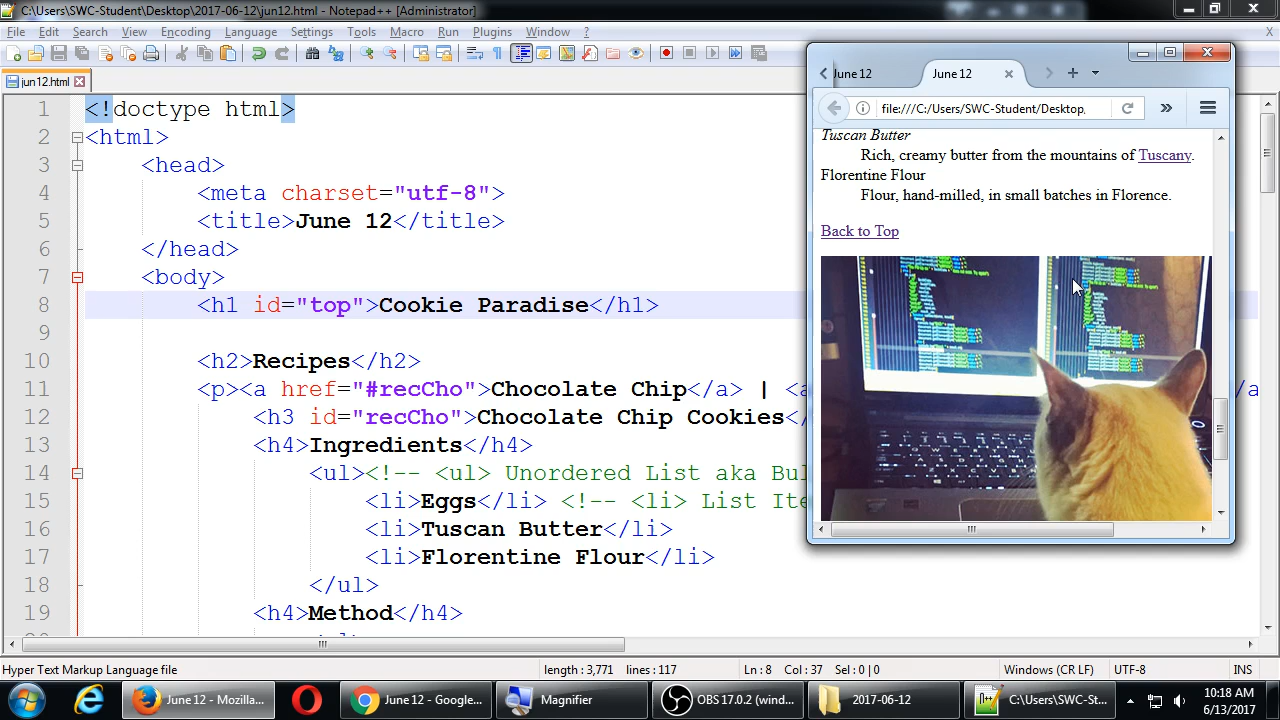 C:\Users\SWC-Student\Desktop\2017-06-12\jun12.html - Notepad++ [Administrator]
File Edit Search View Encoding Language Settings Tools Macro Run Plugins Window ? X
jun12.html
1 <!doctype html>
2 <html>
3 <head>
4 <meta charset="utf-8">
5 <title>June 12</title>
6 </head>
7 <body>
8 <h1 id="top">Cookie Paradise</h1>
9
10 <h2>Recipes</h2>
11 <p><a href="#recCho">Chocolate Chip</a> | <a
12 <h3 id="recCho">Chocolate Chip Cookies</
13 <h4>Ingredients</h4>
14 <ul><!-- <ul> Unordered List aka Bul
15 <li>Eggs</li> <!-- <li> List Ite
16 <li>Tuscan Butter</li>
17 <li>Florentine Flour</li>
18 </ul>
19 <h4>Method</h4>
June 12
June 12
file:///C:/Users/SWC-Student/Desktop,
Tuscan Butter
Rich, creamy butter from the mountains of Tuscany.
Florentine Flour
Flour, hand-milled, in small batches in Florence.
Back to Top
Hyper Text Markup Language file length : 3,771 lines : 117 Ln : 8 Col : 37 Sel : 0 | 0 Windows (CR LF) UTF-8 INS
June 12 - Mozilla... June 12 - Google... Magnifier OBS 17.0.2 (wind... 2017-06-12 C:\Users\SWC-St...
10:18 AM
6/13/2017